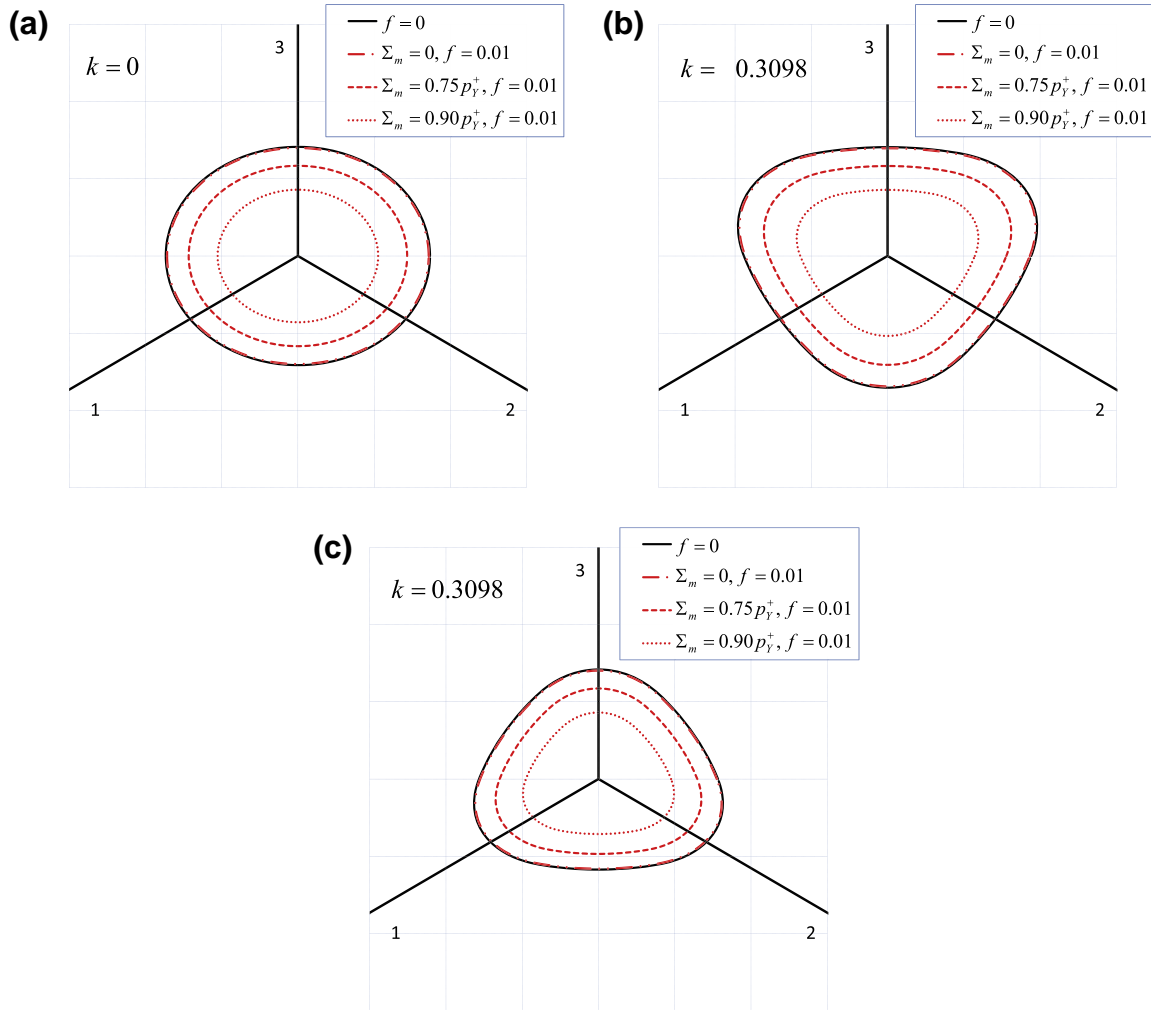 (a)
k = 0
3
1
2
f = 0
Σm = 0, f = 0.01
Σm = 0.75 pY+, f = 0.01
Σm = 0.90 pY+, f = 0.01
(b)
k = 0.3098
3
1
2
f = 0
Σm = 0, f = 0.01
Σm = 0.75 pY+, f = 0.01
Σm = 0.90 pY+, f = 0.01
(c)
k = 0.3098
3
1
2
f = 0
Σm = 0, f = 0.01
Σm = 0.75 pY+, f = 0.01
Σm = 0.90 pY+, f = 0.01